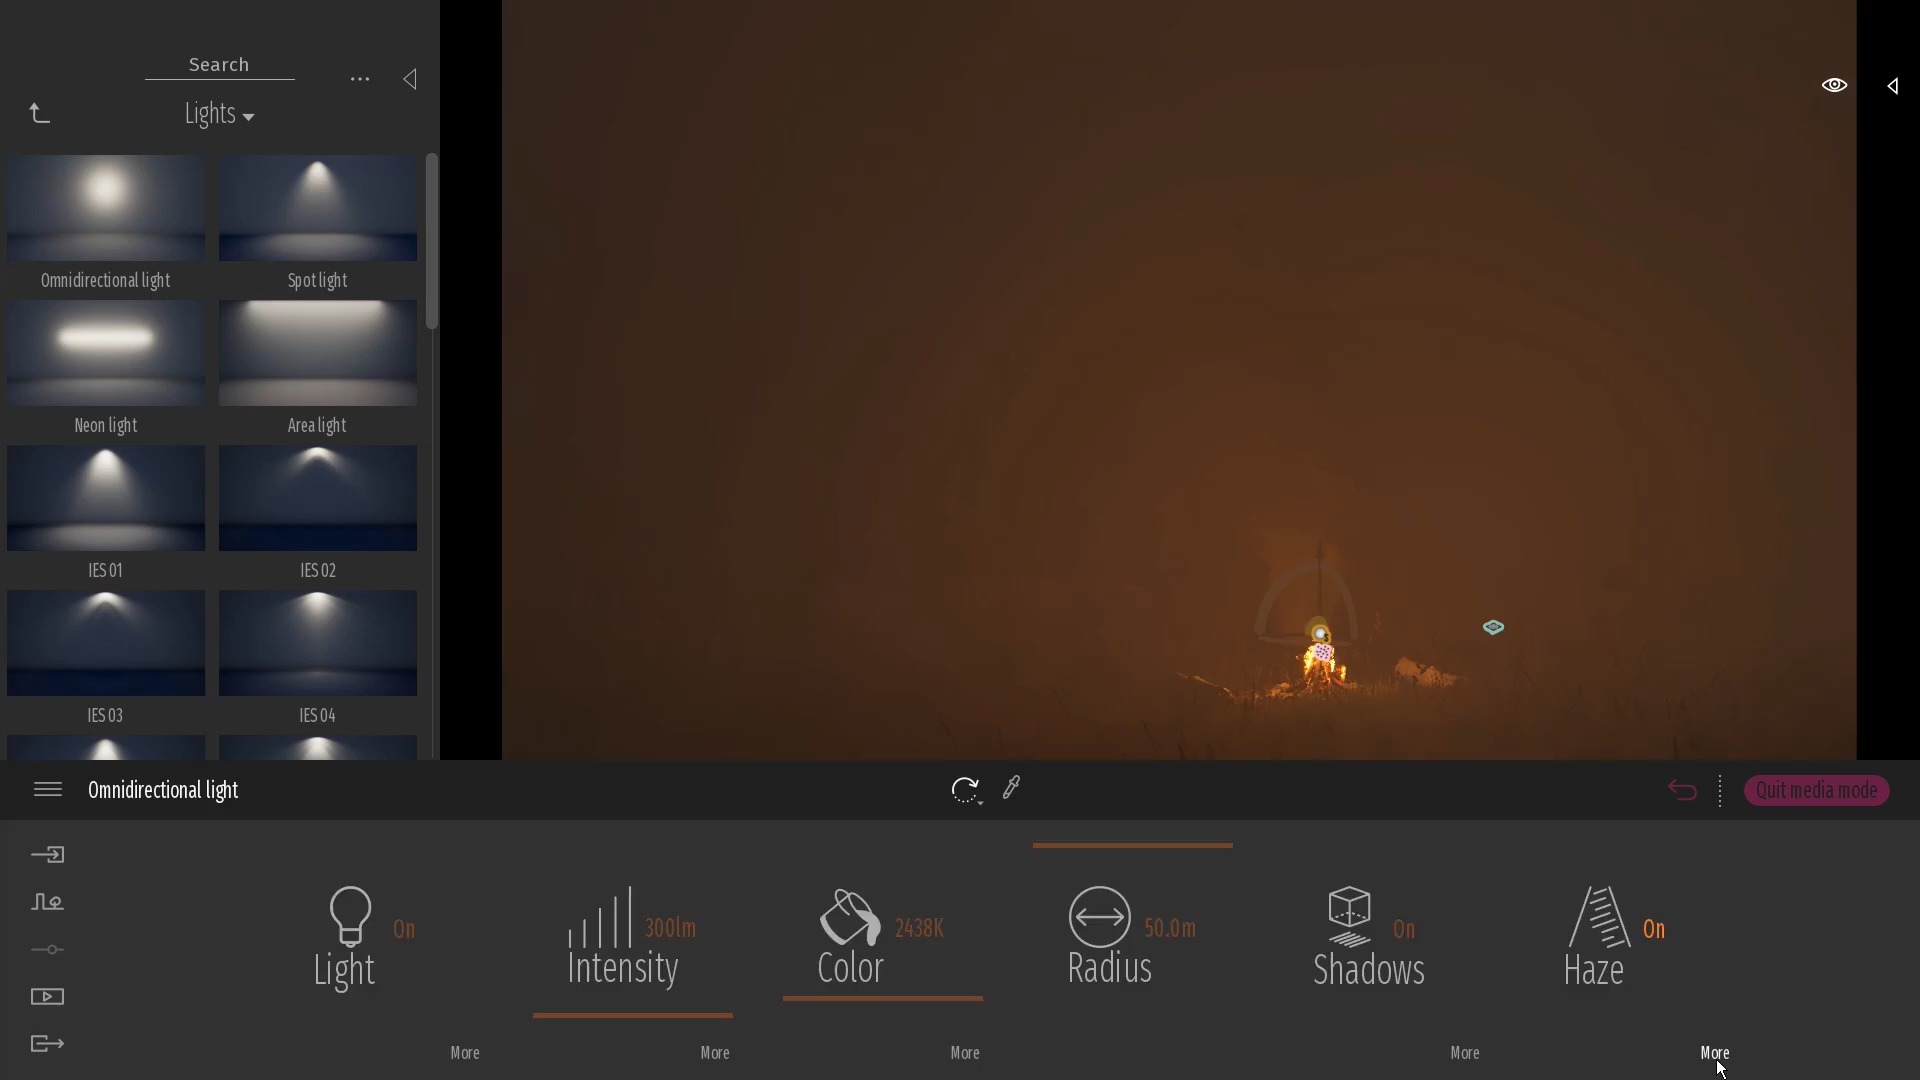 Search
...
Lights
Omnidirectional light
Spot light
Neon light
Area light
IES 01
IES 02
IES 03
IES 04
Omnidirectional light
Quit media mode
On
Light
More
300lm
Intensity
More
2438K
Color
More
50.0m
Radius
On
Shadows
More
On
Haze
More